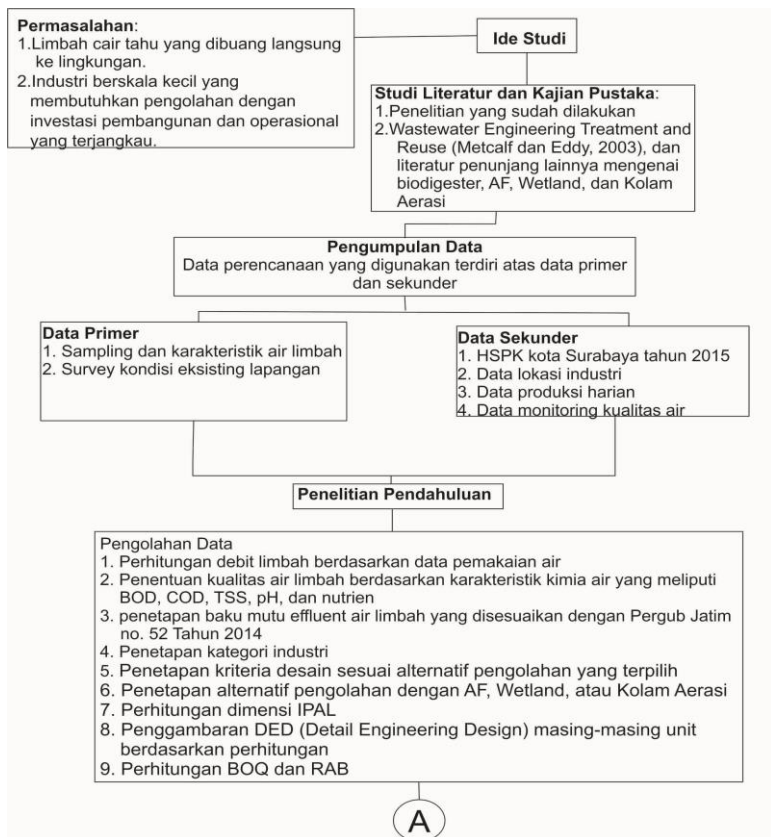 Permasalahan:
1.Limbah cair tahu yang dibuang langsung
ke lingkungan.
2.Industri berskala kecil yang
membutuhkan pengolahan dengan
investasi pembangunan dan operasional
yang terjangkau.
Ide Studi
Studi Literatur dan Kajian Pustaka:
1.Penelitian yang sudah dilakukan
2.Wastewater Engineering Treatment and
Reuse (Metcalf dan Eddy, 2003), dan
literatur penunjang lainnya mengenai
biodigester, AF, Wetland, dan Kolam
Aerasi
Pengumpulan Data
Data perencanaan yang digunakan terdiri atas data primer
dan sekunder
Data Primer
1. Sampling dan karakteristik air limbah
2. Survey kondisi eksisting lapangan
Data Sekunder
1. HSPK kota Surabaya tahun 2015
2. Data lokasi industri
3. Data produksi harian
4. Data monitoring kualitas air
Penelitian Pendahuluan
Pengolahan Data
1. Perhitungan debit limbah berdasarkan data pemakaian air
2. Penentuan kualitas air limbah berdasarkan karakteristik kimia air yang meliputi
BOD, COD, TSS, pH, dan nutrien
3. penetapan baku mutu effluent air limbah yang disesuaikan dengan Pergub Jatim
no. 52 Tahun 2014
4. Penetapan kategori industri
5. Penetapan kriteria desain sesuai alternatif pengolahan yang terpilih
6. Penetapan alternatif pengolahan dengan AF, Wetland, atau Kolam Aerasi
7. Perhitungan dimensi IPAL
8. Penggambaran DED (Detail Engineering Design) masing-masing unit
berdasarkan perhitungan
9. Perhitungan BOQ dan RAB
A